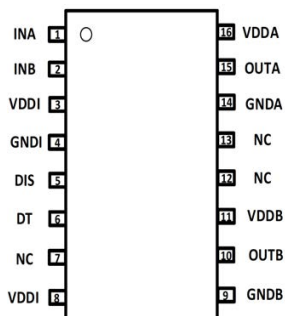 INA 1 16 VDDA
INB 2 15 OUTA
VDDI 3 14 GNDA
GNDI 4 13 NC
DIS 5 12 NC
DT 6 11 VDDB
NC 7 10 OUTB
VDDI 8 9 GNDB